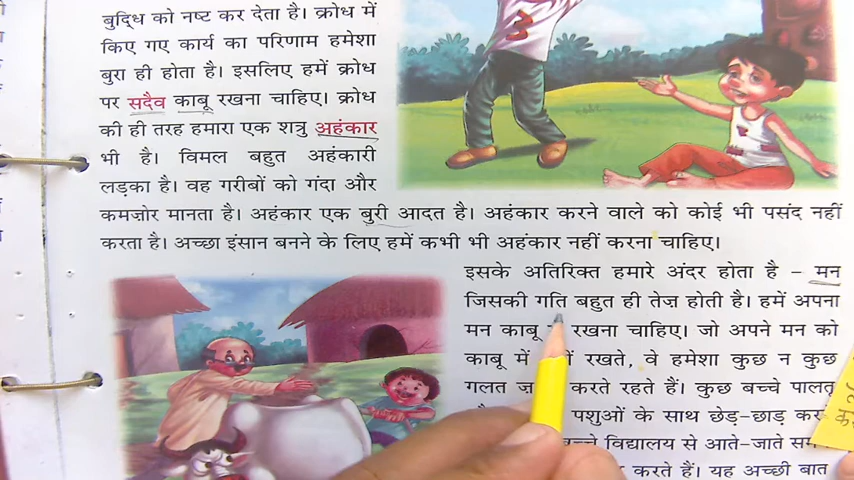 बुद्धि को नष्ट कर देता है। क्रोध में
किए गए कार्य का परिणाम हमेशा
बुरा ही होता है। इसलिए हमें क्रोध
पर सदैव काबू रखना चाहिए। क्रोध
की ही तरह हमारा एक शत्रु अहंकार
भी है। विमल बहुत अहंकारी
लड़का है। वह गरीबों को गंदा और
कमज़ोर मानता है। अहंकार एक बुरी आदत है। अहंकार करने वाले को कोई भी पसंद नहीं
करता है। अच्छा इंसान बनने के लिए हमें कभी भी अहंकार नहीं करना चाहिए।
इसके अतिरिक्त हमारे अंदर होता है – मन
जिसकी गति बहुत ही तेज़ होती है। हमें अपना
मन काबू रखना चाहिए। जो अपने मन को
काबू में रखते, वे हमेशा कुछ न कुछ
गलत करते रहते हैं। कुछ बच्चे पालतू
पशुओं के साथ छेड़-छाड़
विद्यालय से आते-जाते
करते हैं। यह अच्छी बात